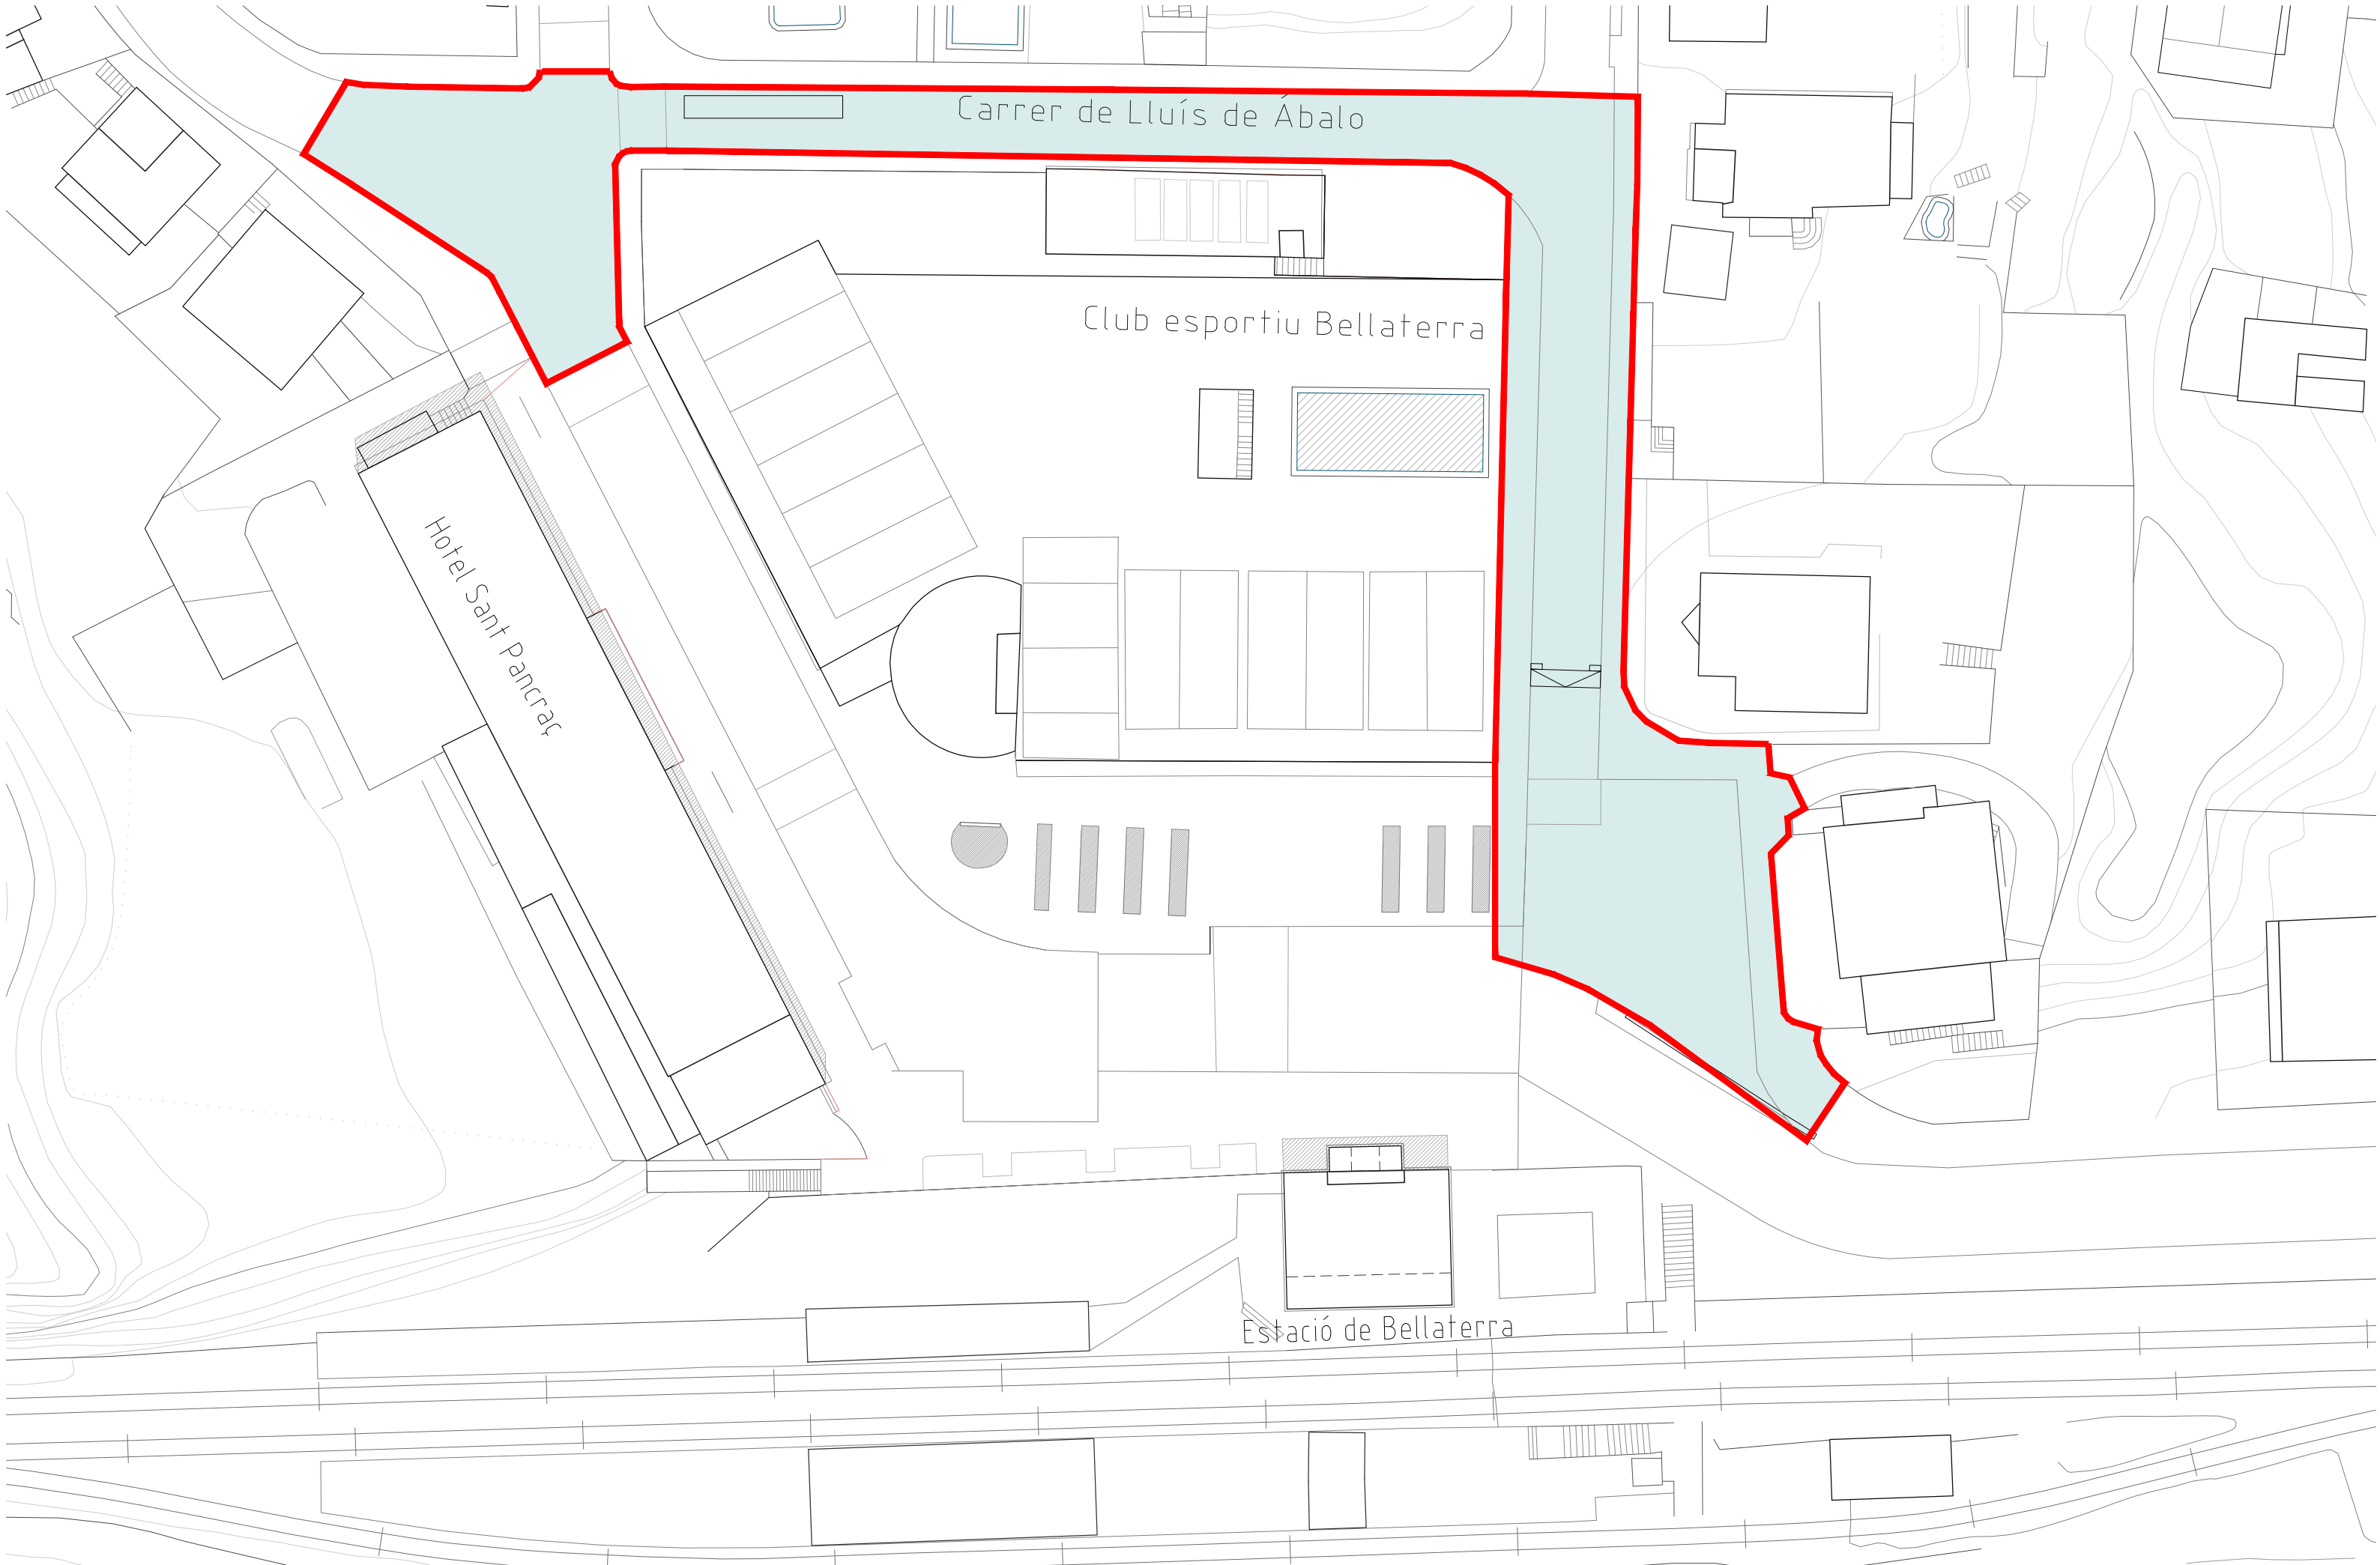 Carrer de Lluís de Ábalo
Club esportiu Bellaterra
Hotel Sant Pancraç
Estació de Bellaterra